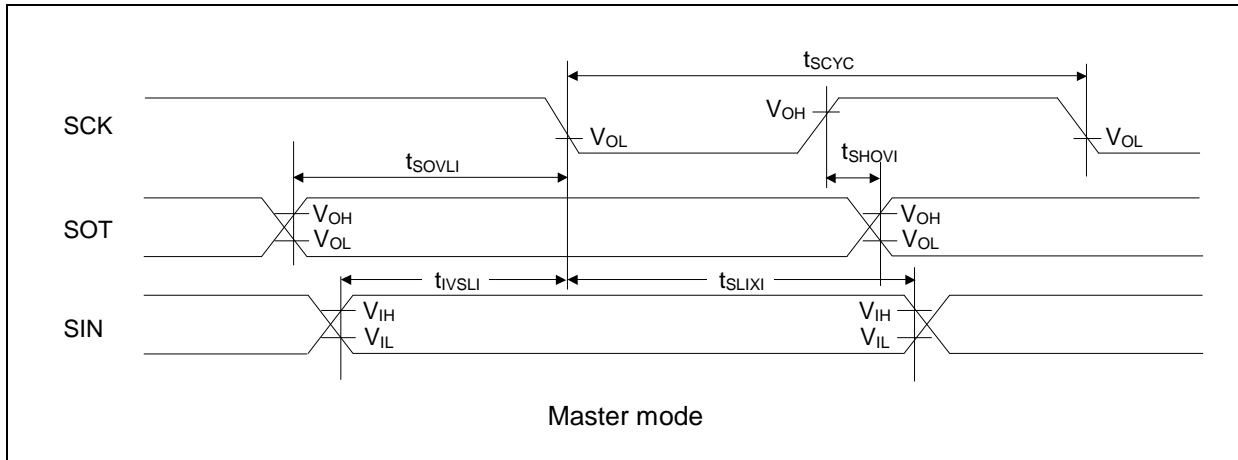 tSCYC
SCK
VOH
VOL
VOL
tSHOVI
tSOVLI
SOT
VOH
VOH
VOL
VOL
tIVSLI
tSLIXI
SIN
VIH
VIH
VIL
VIL
Master mode